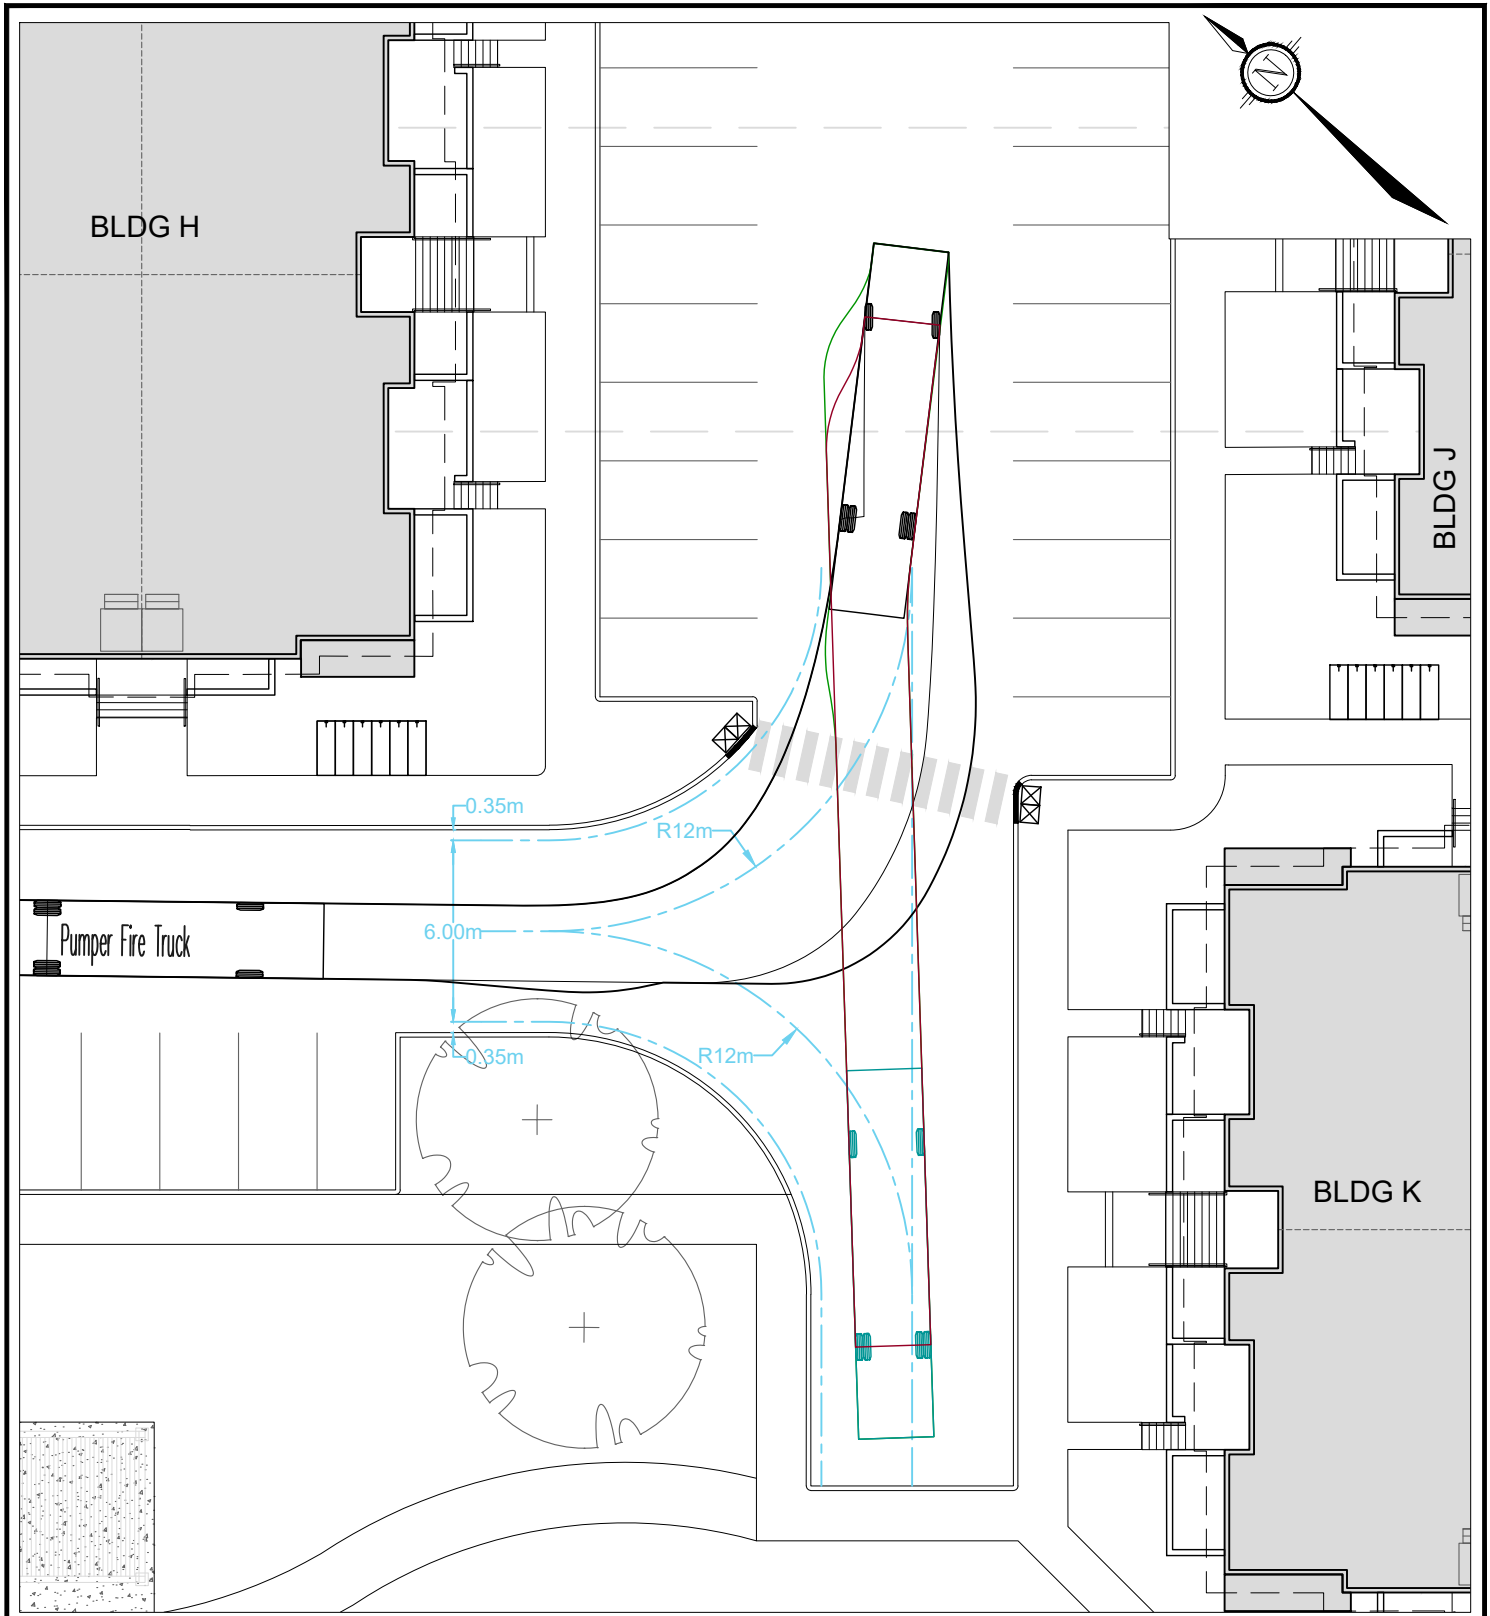 N
BLDG H
BLDG J
0.35m
R12m
6.00m
Pumper Fire Truck
0.35m
R12m
BLDG K